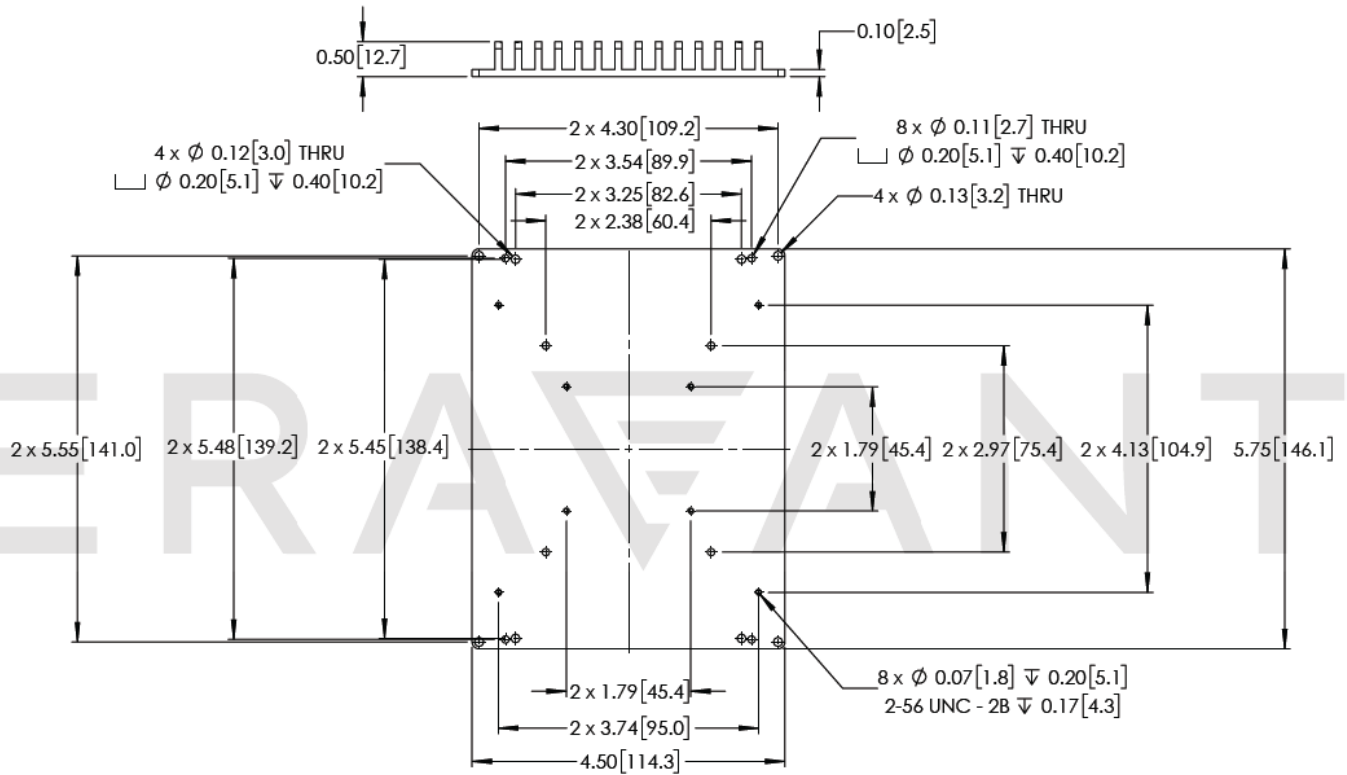 0.50[12.7]
0.10[2.5]
2 x 4.30[109.2]
8 x Ø 0.11[2.7] THRU
⌴ Ø 0.20[5.1] ↧ 0.40[10.2]
4 x Ø 0.12[3.0] THRU
⌴ Ø 0.20[5.1] ↧ 0.40[10.2]
2 x 3.54[89.9]
2 x 3.25[82.6]
4 x Ø 0.13[3.2] THRU
2 x 2.38[60.4]
2 x 5.55[141.0]
2 x 5.48[139.2]
2 x 5.45[138.4]
2 x 1.79[45.4]
2 x 2.97[75.4]
2 x 4.13[104.9]
5.75[146.1]
ERAVANT
8 x Ø 0.07[1.8] ↧ 0.20[5.1]
2-56 UNC - 2B ↧ 0.17[4.3]
2 x 1.79[45.4]
2 x 3.74[95.0]
4.50[114.3]